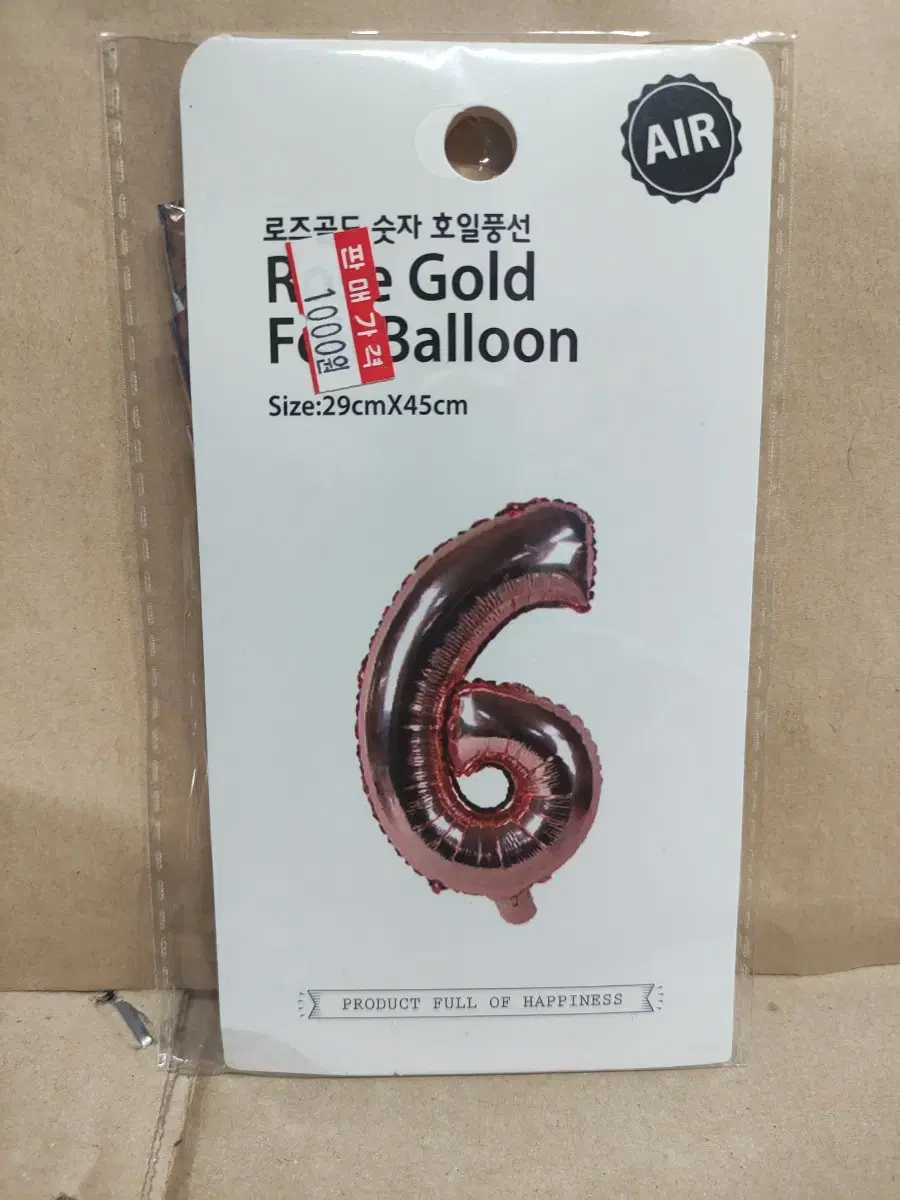 AIR
로즈골드 숫자 호일풍선
Gold
Balloon
판매가격
1000원
Size:29cmX45cm
PRODUCT FULL OF HAPPINESS